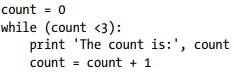 count = 0
while (count <3):
    print 'The count is:', count
    count = count + 1